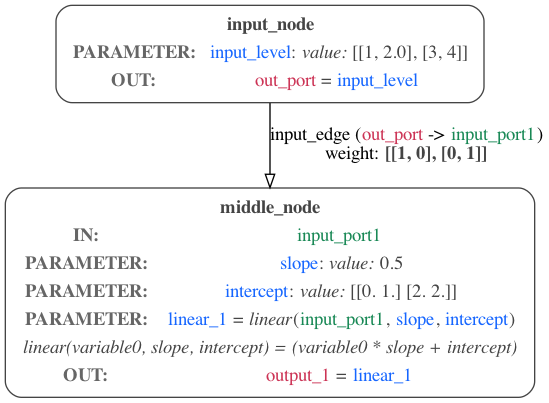 input_node
PARAMETER: input_level: value: [[1, 2.0], [3, 4]]
OUT: out_port = input_level
input_edge (out_port -> input_port1)
weight: [[1, 0], [0, 1]]
middle_node
IN: input_port1
PARAMETER: slope: value: 0.5
PARAMETER: intercept: value: [[0. 1.] [2. 2.]]
PARAMETER: linear_1 = linear(input_port1, slope, intercept)
linear(variable0, slope, intercept) = (variable0 * slope + intercept)
OUT: output_1 = linear_1